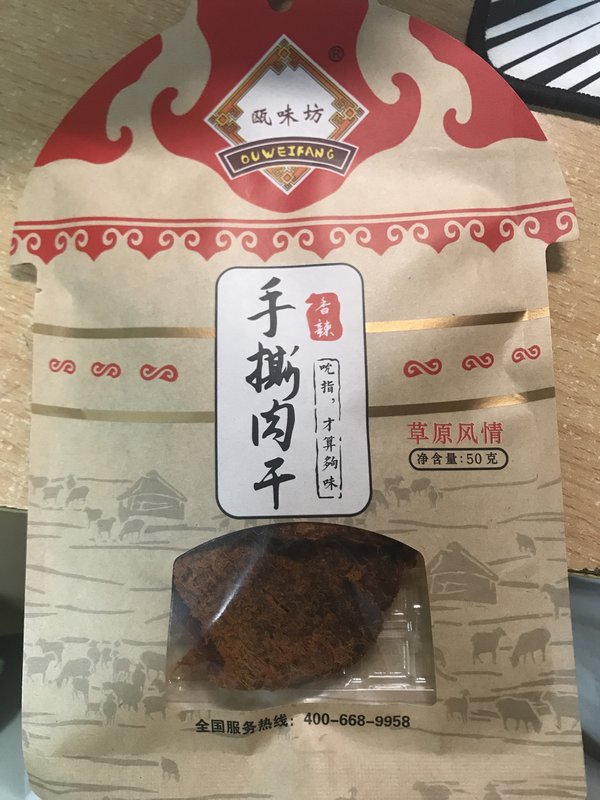 ®
瓯味坊
OUWEIFANG
手撕肉干
香辣
吮指,才算夠味
草原风情
净含量:50克
全国服务热线:400-668-9958